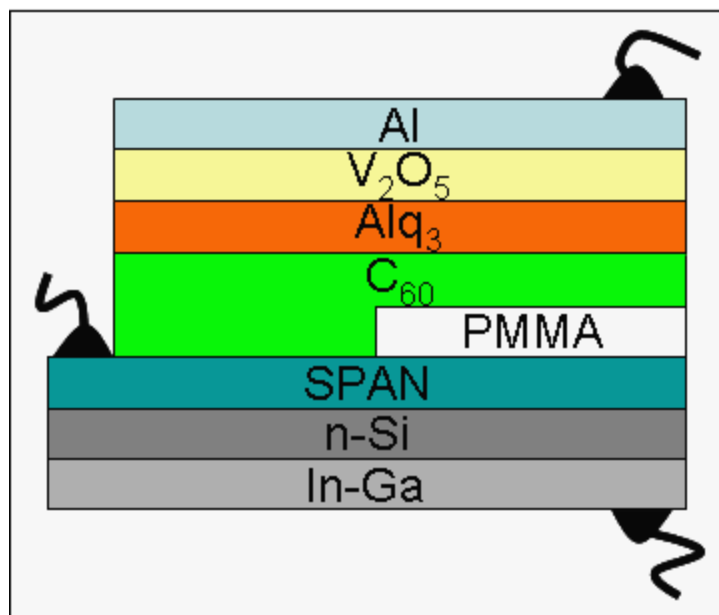 Al
V₂O₅
Alq₃
C₆₀
PMMA
SPAN
n-Si
In-Ga